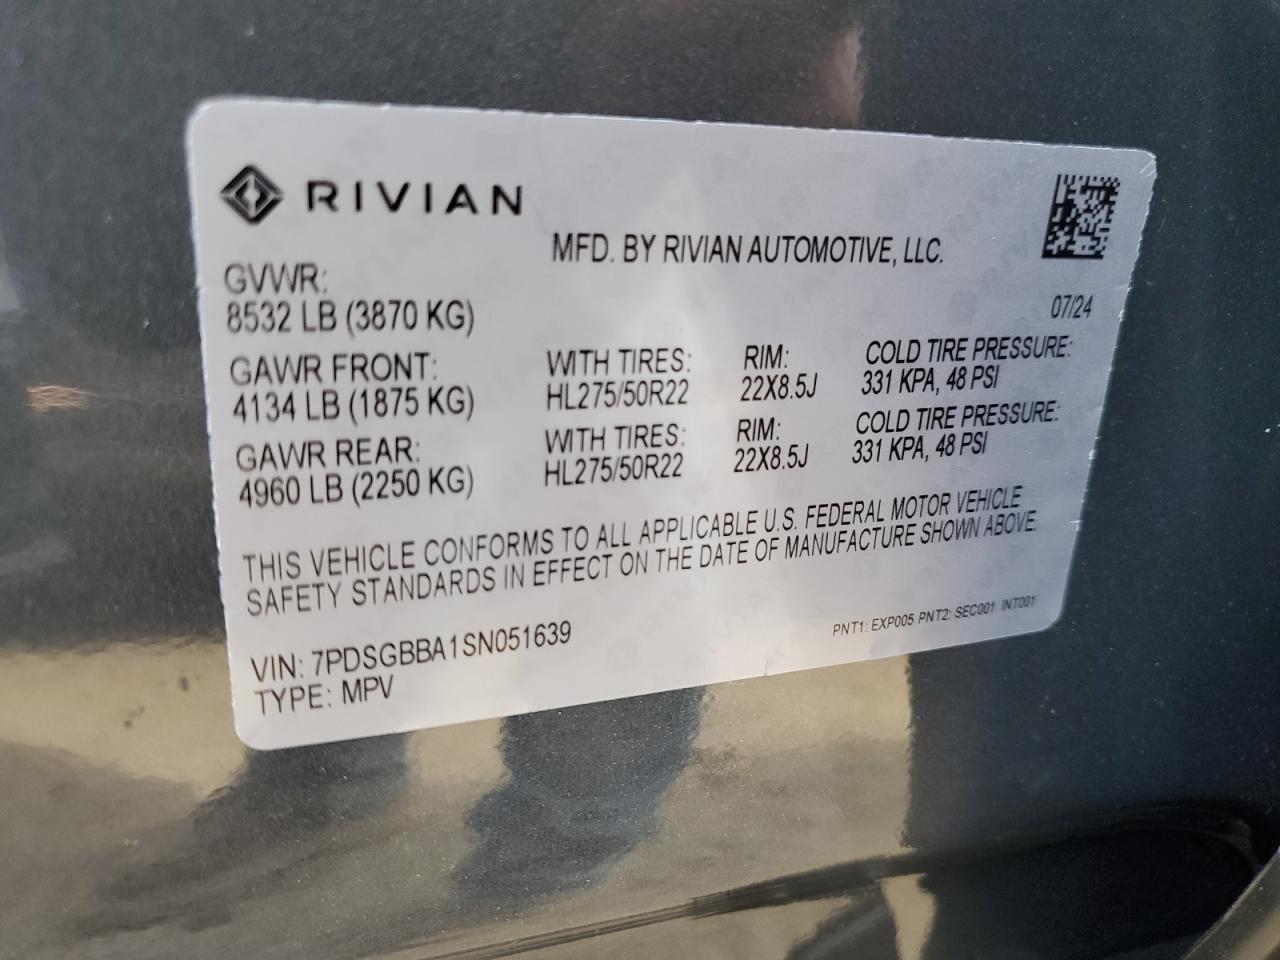 RIVIAN
MFD. BY RIVIAN AUTOMOTIVE, LLC.
GVWR:
8532 LB (3870 KG)
07/24
GAWR FRONT:
4134 LB (1875 KG)
WITH TIRES:
HL275/50R22
RIM:
22X8.5J
COLD TIRE PRESSURE:
331 KPA, 48 PSI
GAWR REAR:
4960 LB (2250 KG)
WITH TIRES:
HL275/50R22
RIM:
22X8.5J
COLD TIRE PRESSURE:
331 KPA, 48 PSI
THIS VEHICLE CONFORMS TO ALL APPLICABLE U.S. FEDERAL MOTOR VEHICLE
SAFETY STANDARDS IN EFFECT ON THE DATE OF MANUFACTURE SHOWN ABOVE
PNT1: EXP005 PNT2: SEC001 INT001
VIN: 7PDSGBBA1SN051639
TYPE: MPV